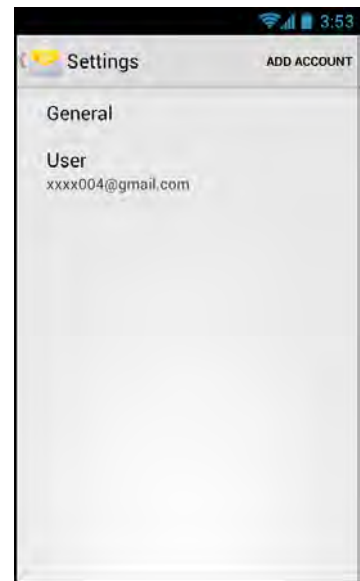 3:53
Settings
ADD ACCOUNT
General
User
xxxx004@gmail.com